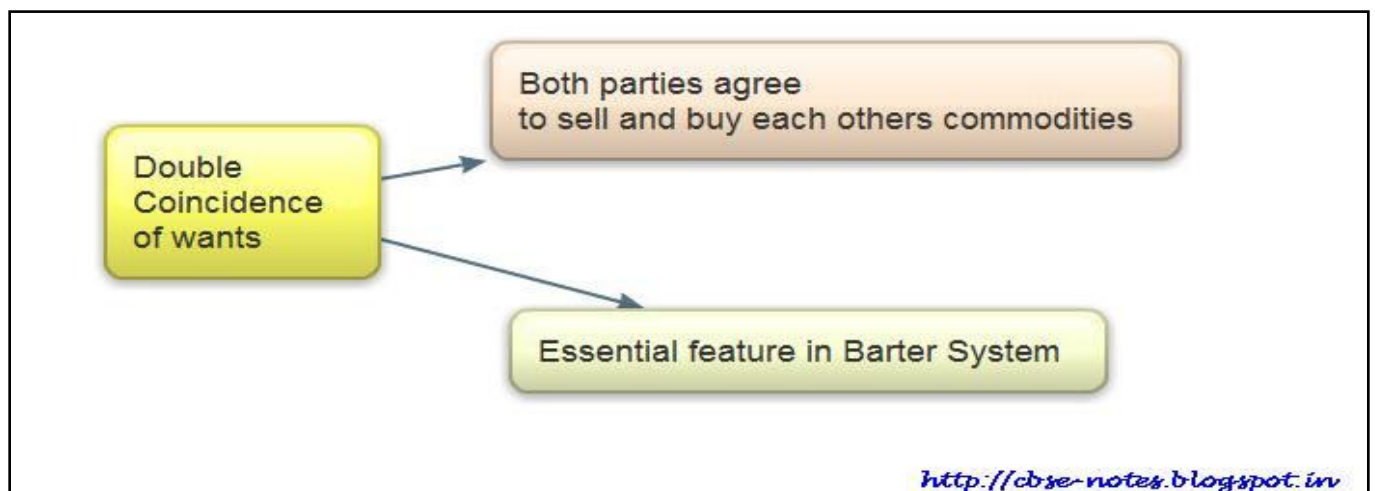 Both parties agree
to sell and buy each others commodities
Double
Coincidence
of wants
Essential feature in Barter System
http://cbse-notes.blogspot.in